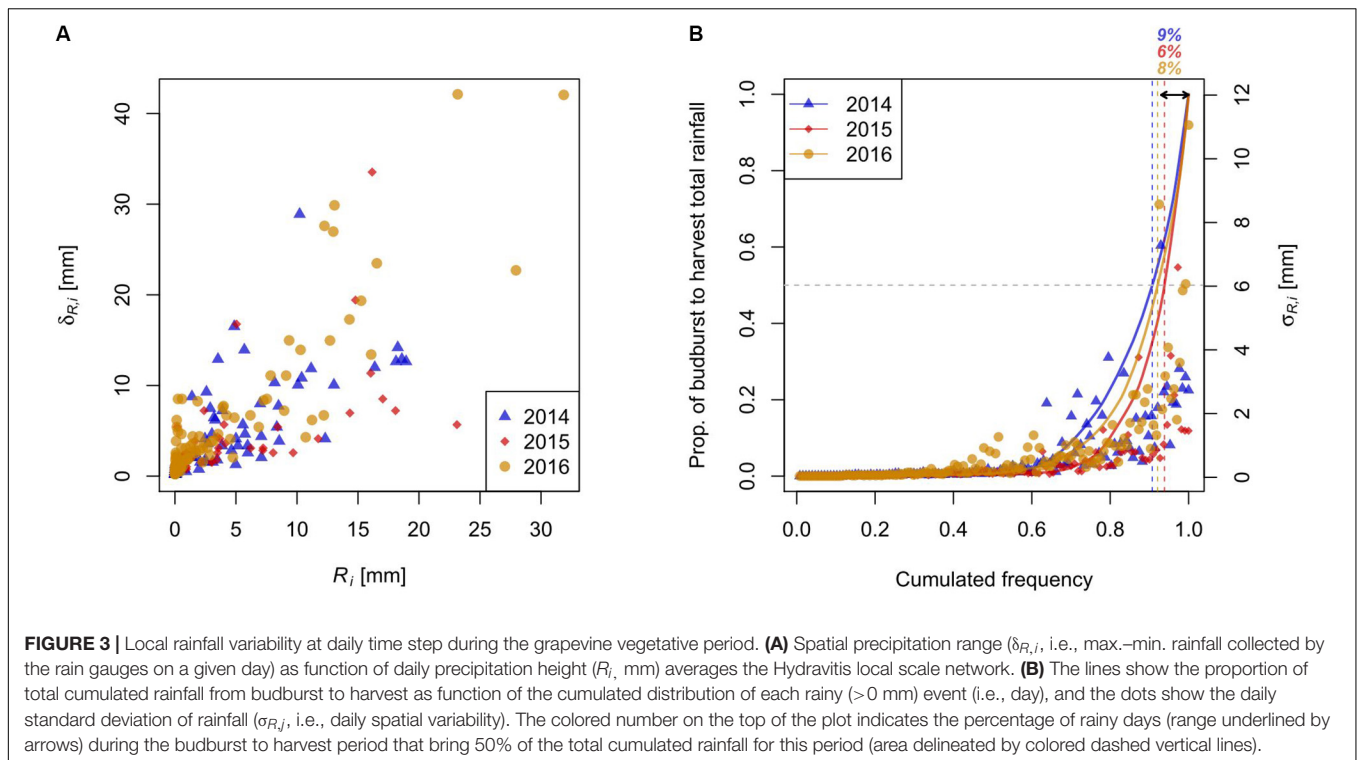 A
δR,i [mm]
40
30
20
10
0
2014
2015
2016
0 5 10 15 20 25 30
Ri [mm]
B
9%
6%
8%
Prop. of budburst to harvest total rainfall
1.0
0.8
0.6
0.4
0.2
0.0
2014
2015
2016
12
10
8
6
4
2
0
σR,i [mm]
0.0 0.2 0.4 0.6 0.8 1.0
Cumulated frequency
FIGURE 3 | Local rainfall variability at daily time step during the grapevine vegetative period. (A) Spatial precipitation range (δR,i, i.e., max.–min. rainfall collected by
the rain gauges on a given day) as function of daily precipitation height (Ri, mm) averages the Hydravitis local scale network. (B) The lines show the proportion of
total cumulated rainfall from budburst to harvest as function of the cumulated distribution of each rainy (>0 mm) event (i.e., day), and the dots show the daily
standard deviation of rainfall (σR,j, i.e., daily spatial variability). The colored number on the top of the plot indicates the percentage of rainy days (range underlined by
arrows) during the budburst to harvest period that bring 50% of the total cumulated rainfall for this period (area delineated by colored dashed vertical lines).